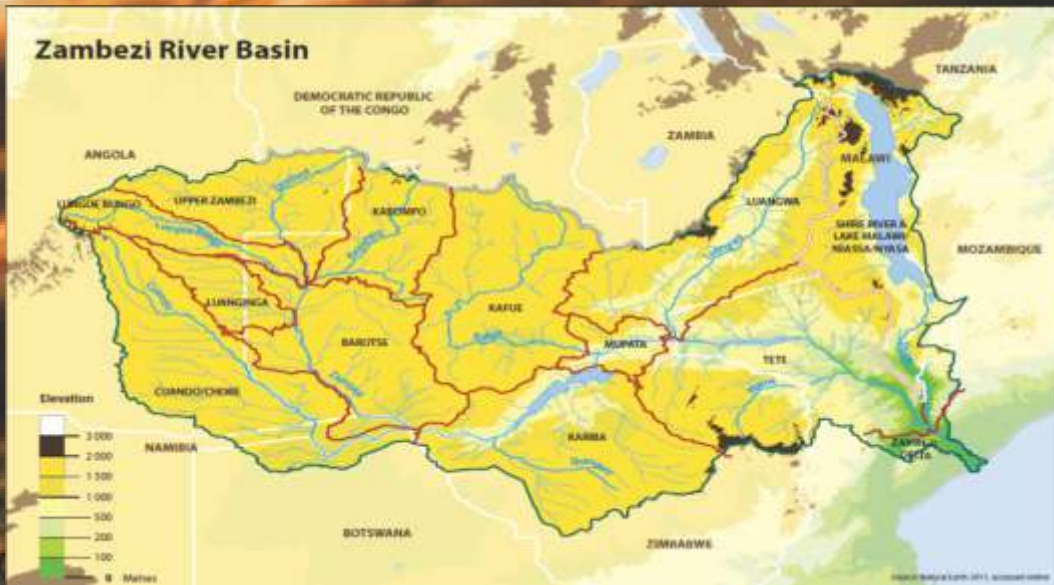 Zambezi River Basin
TANZANIA
DEMOCRATIC REPUBLIC
OF THE CONGO
ZAMBIA
ANGOLA
MALAWI
LUNGUE BUNGO
UPPER ZAMBEZI
KABOMPO
LUANGWA
SHIRE RIVER &
LAKE MALAWI/
NIASSA/NYASA
MOZAMBIQUE
LUANGINGA
KAFUE
BAROTSE
MUPATA
TETE
CUANDO/CHOBE
Elevation
3 000
2 000
1 000
500
200
100
0 Metres
NAMIBIA
KARIBA
ZAMBEZI
DELTA
BOTSWANA
ZIMBABWE